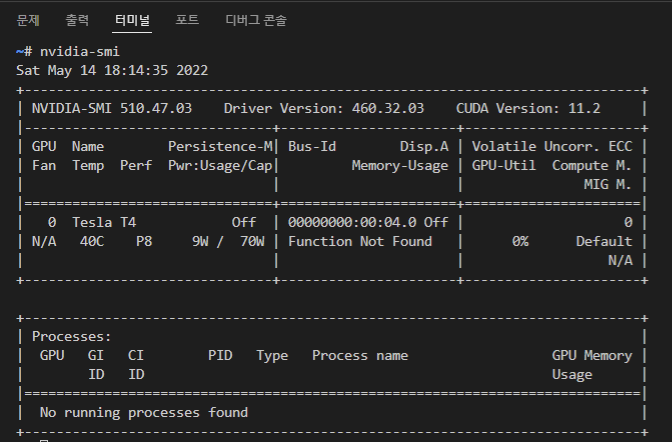 문제 출력 터미널 포트 디버그 콘솔
~# nvidia-smi
Sat May 14 18:14:35 2022
+-----------------------------------------------------------------------------+
| NVIDIA-SMI 510.47.03    Driver Version: 460.32.03    CUDA Version: 11.2     |
|-------------------------------+----------------------+----------------------+
| GPU  Name        Persistence-M| Bus-Id        Disp.A | Volatile Uncorr. ECC |
| Fan  Temp  Perf  Pwr:Usage/Cap|         Memory-Usage | GPU-Util  Compute M. |
|                               |                      |               MIG M. |
|===============================+======================+======================|
|   0  Tesla T4            Off  | 00000000:00:04.0 Off |                    0 |
| N/A   40C    P8     9W /  70W | Function Not Found   |      0%      Default |
|                               |                      |                  N/A |
+-------------------------------+----------------------+----------------------+

+-----------------------------------------------------------------------------+
| Processes:                                                                  |
|  GPU   GI   CI        PID   Type   Process name                  GPU Memory |
|        ID   ID                                                   Usage      |
|=============================================================================|
|  No running processes found                                                 |
+-----------------------------------------------------------------------------+